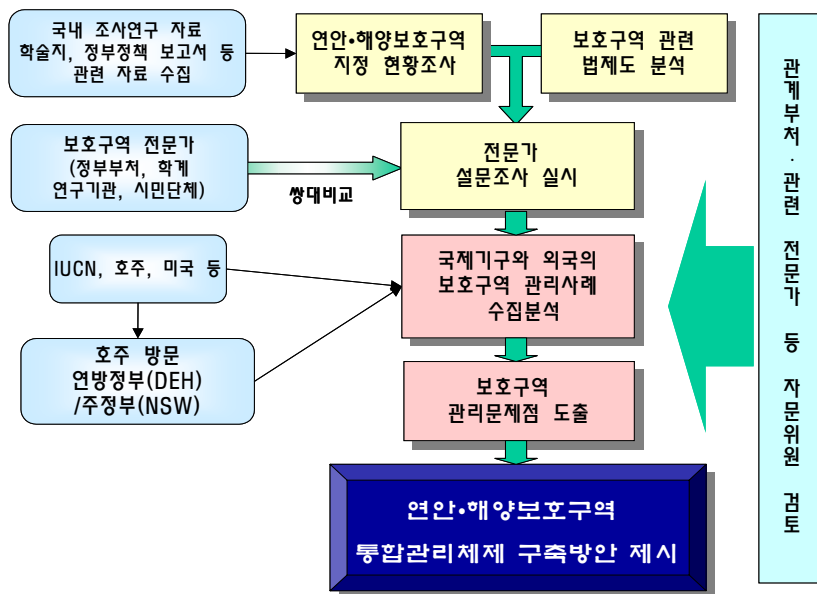 국내 조사연구 자료
학술지, 정부정책 보고서 등
관련 자료 수집
연안•해양보호구역
지정 현황조사
보호구역 관련
법제도 분석
보호구역 전문가
(정부부처, 학계
연구기관, 시민단체)
쌍대비교
전문가
설문조사 실시
IUCN, 호주, 미국 등
국제기구와 외국의
보호구역 관리사례
수집분석
호주 방문
연방정부(DEH)
/주정부(NSW)
보호구역
관리문제점 도출
연안•해양보호구역
통합관리체제 구축방안 제시
관계부처·관련 전문가 등 자문위원 검토